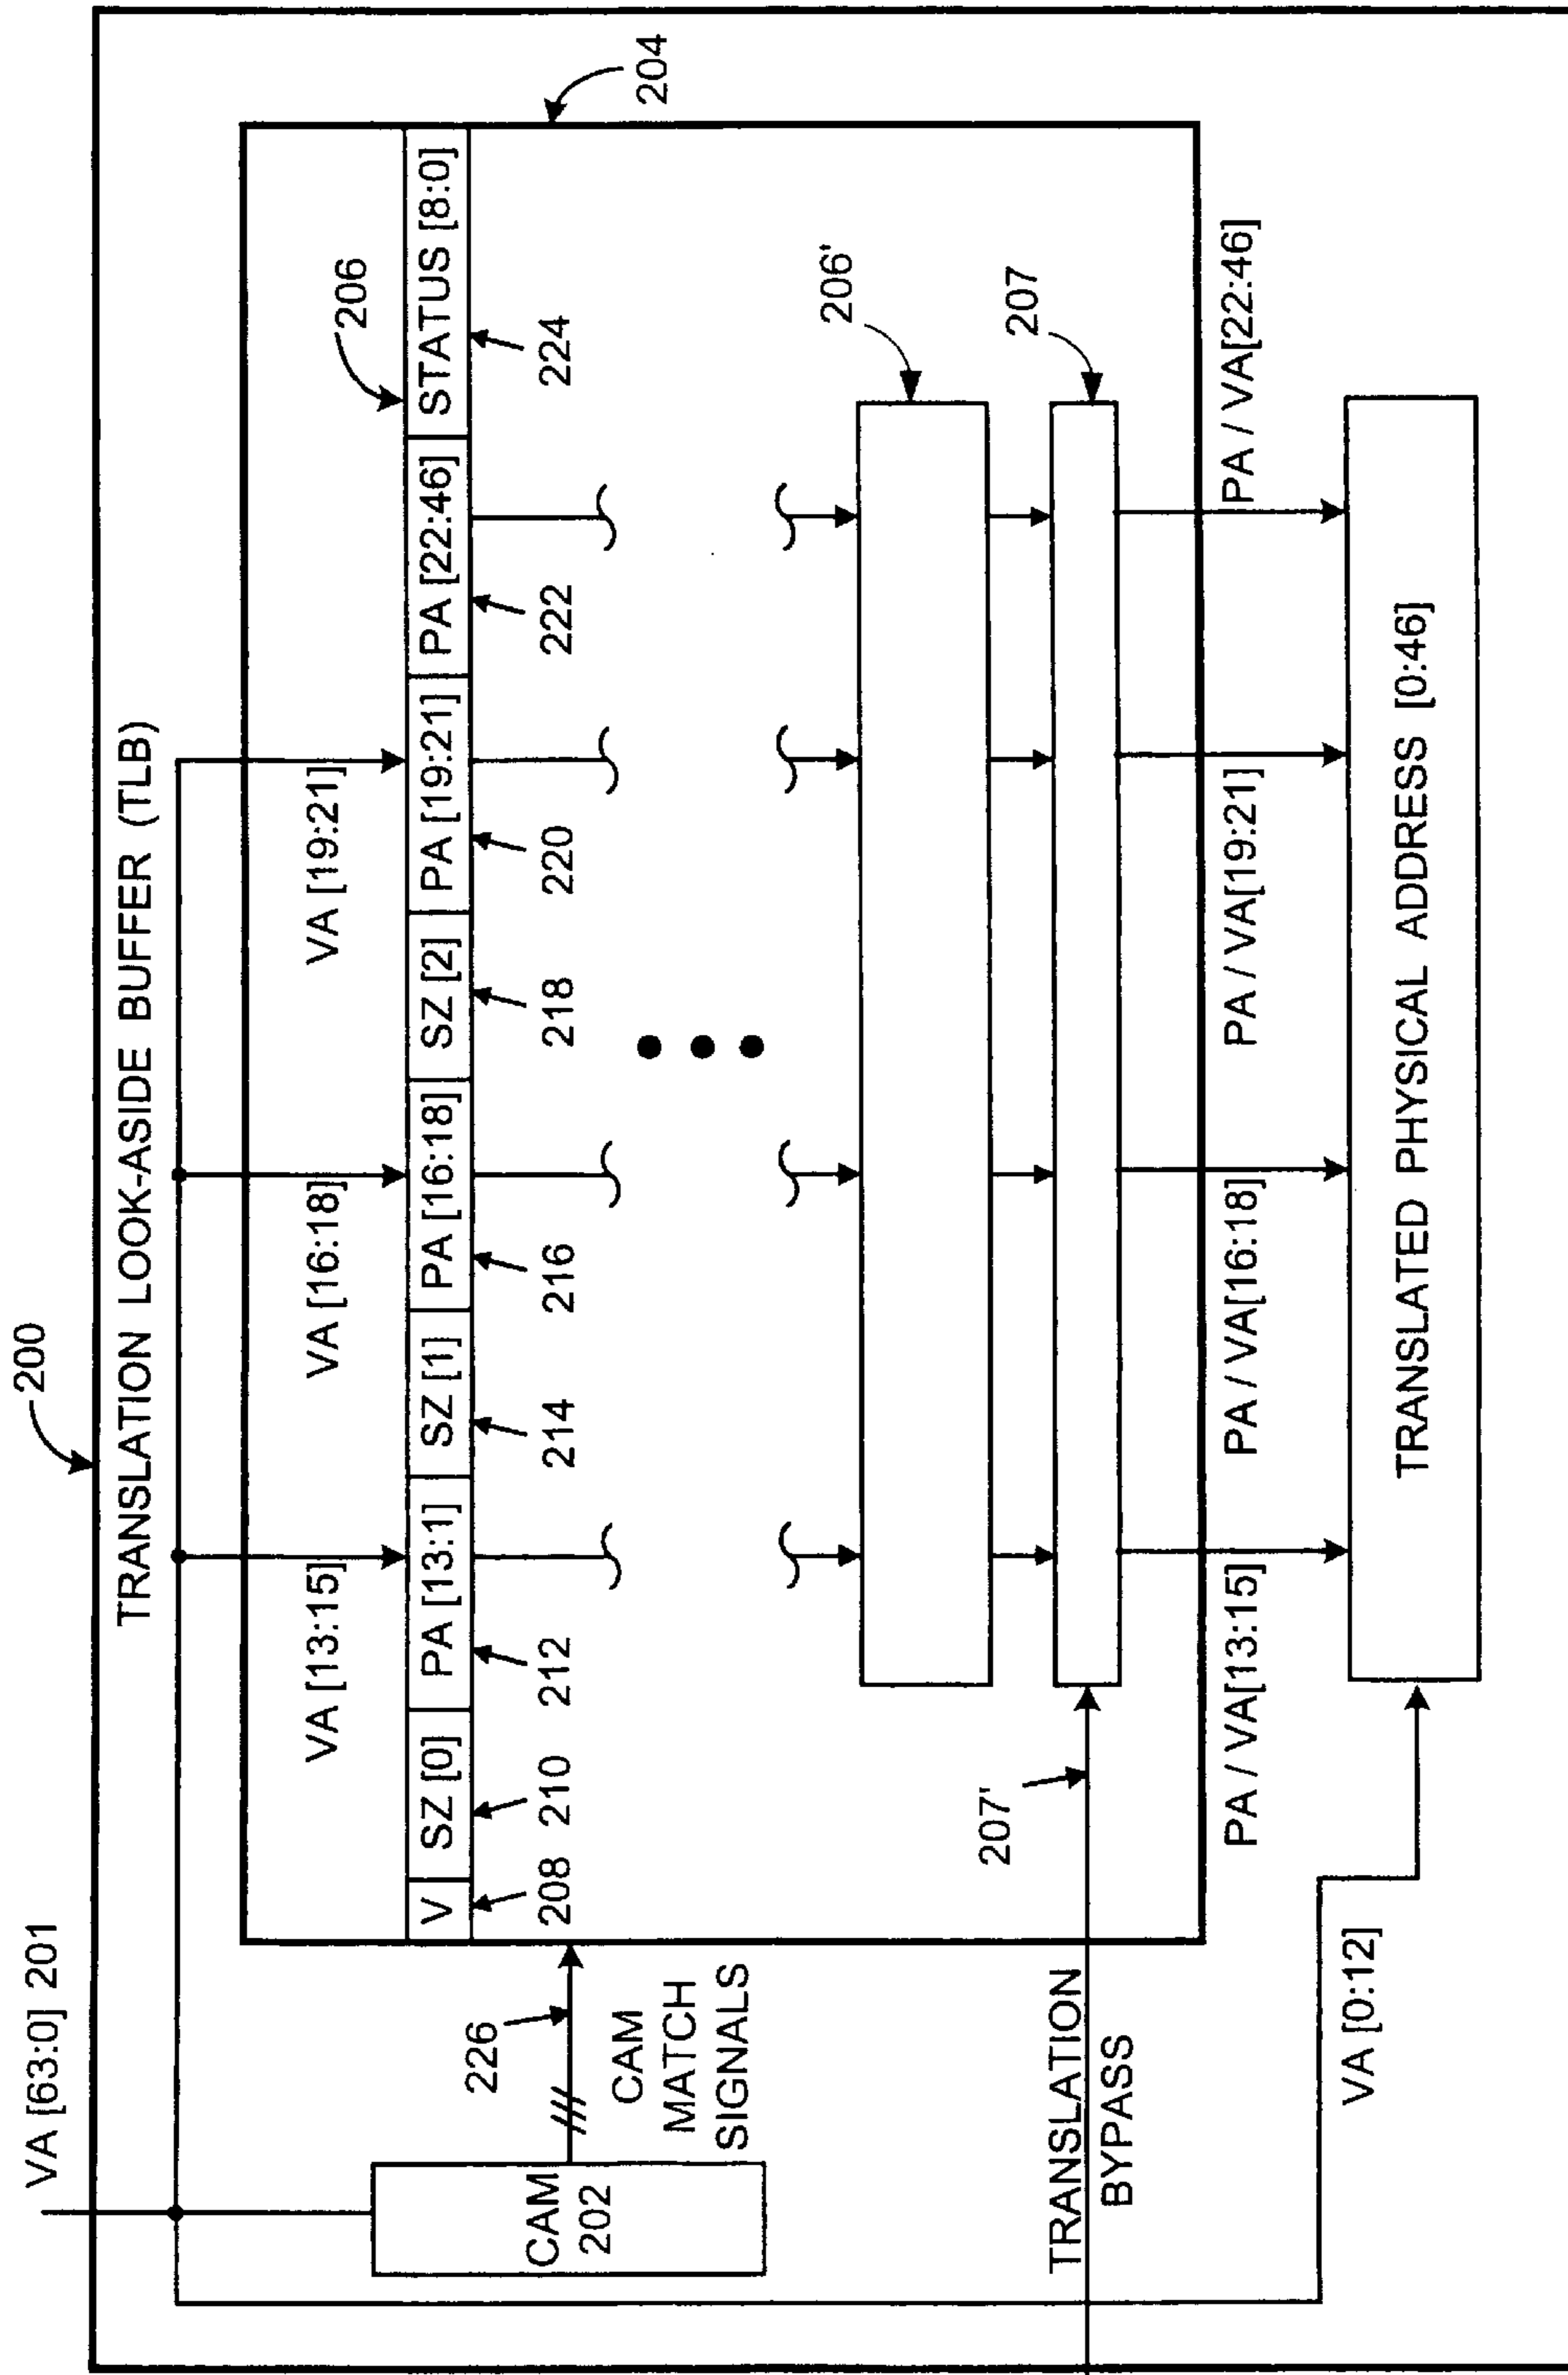 200
VA [63:0] 201
TRANSLATION LOOK-ASIDE BUFFER (TLB)
VA [13:15]
VA [16:18]
VA [19:21]
206
204
V
SZ [0]
PA [13:1]
SZ [1]
PA [16:18]
SZ [2]
PA [19:21]
PA [22:46]
STATUS [8:0]
208
210
212
214
216
218
220
222
224
CAM
202
226
CAM
MATCH
SIGNALS
206'
207
207'
TRANSLATION
BYPASS
PA / VA[13:15]
PA / VA[16:18]
PA / VA[19:21]
PA / VA[22:46]
VA [0:12]
TRANSLATED PHYSICAL ADDRESS [0:46]